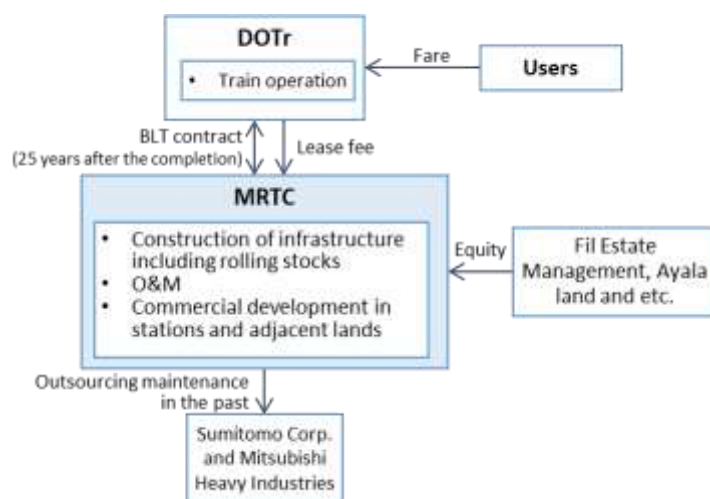 DOTr
• Train operation
Fare
Users
BLT contract
(25 years after the completion)
Lease fee
MRTC
• Construction of infrastructure
including rolling stocks
• O&M
• Commercial development in
stations and adjacent lands
Equity
Fil Estate
Management, Ayala
land and etc.
Outsourcing maintenance
in the past
Sumitomo Corp.
and Mitsubishi
Heavy Industries